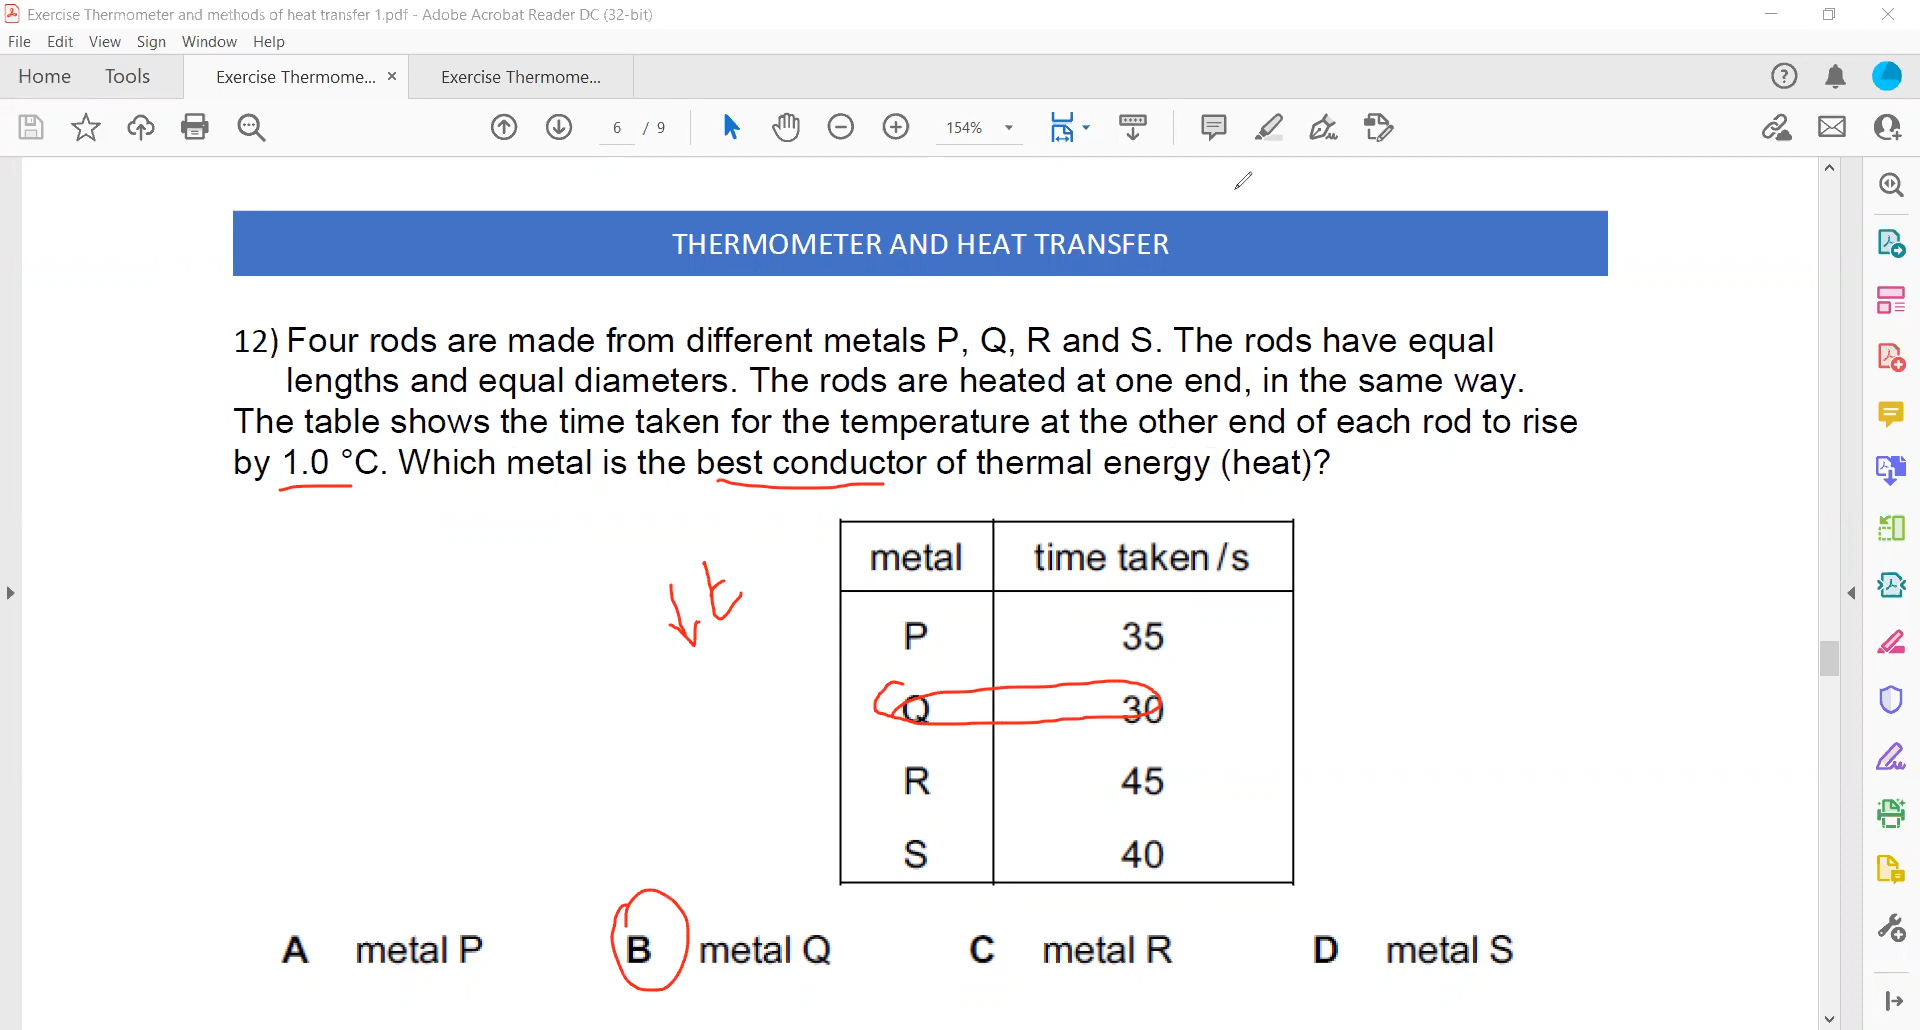 Exercise Thermometer and methods of heat transfer 1.pdf - Adobe Acrobat Reader DC (32-bit)
File Edit View Sign Window Help
Home Tools Exercise Thermome... × Exercise Thermome...
6 / 9 154%
THERMOMETER AND HEAT TRANSFER
12) Four rods are made from different metals P, Q, R and S. The rods have equal
lengths and equal diameters. The rods are heated at one end, in the same way.
The table shows the time taken for the temperature at the other end of each rod to rise
by 1.0 °C. Which metal is the best conductor of thermal energy (heat)?
metal time taken / s
↓t
P 35
Q 30
R 45
S 40
A metal P B metal Q C metal R D metal S